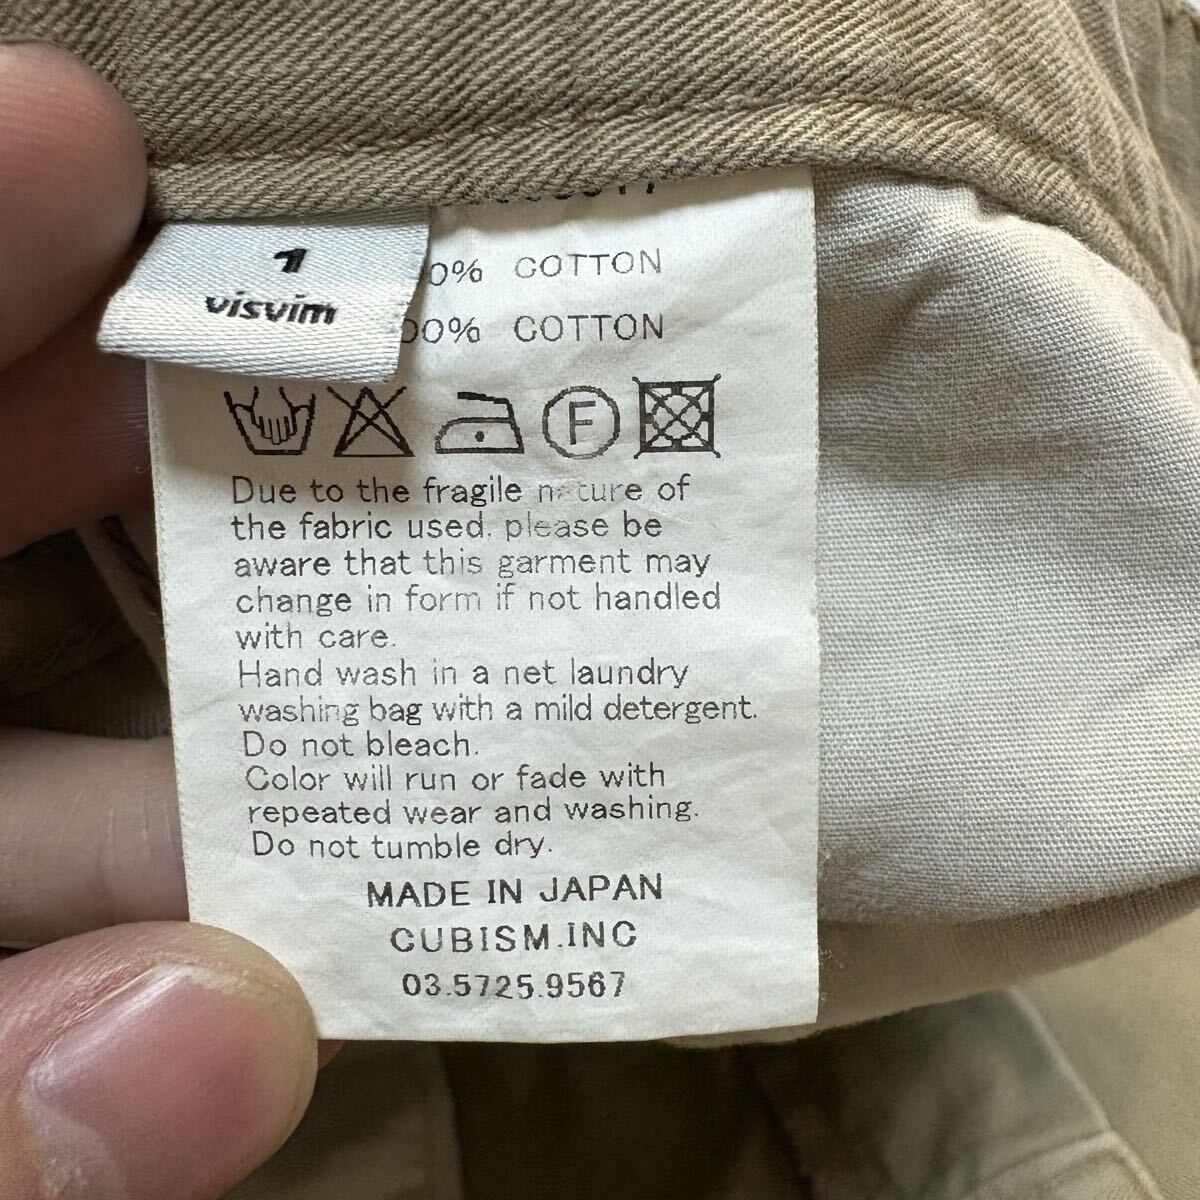 1
visvim
COTTON
COTTON
F
Due to the fragile nature of
the fabric used, please be
aware that this garment may
change in form if not handled
with care.
Hand wash in a net laundry
washing bag with a mild detergent.
Do not bleach.
Color will run or fade with
repeated wear and washing.
Do not tumble dry.
MADE IN JAPAN
CUBISM.INC
03.5725.9567